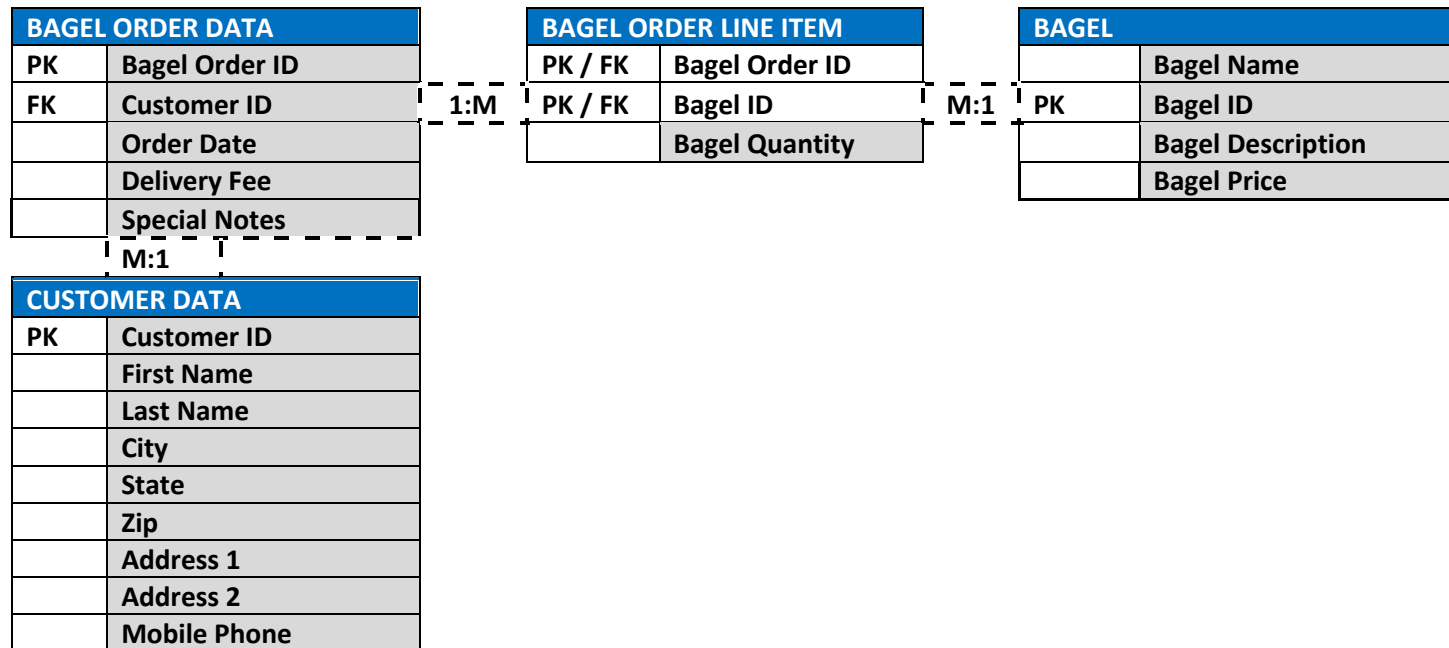 BAGEL ORDER DATA
PK Bagel Order ID
FK Customer ID
Order Date
Delivery Fee
Special Notes
1:M
BAGEL ORDER LINE ITEM
PK / FK Bagel Order ID
PK / FK Bagel ID
Bagel Quantity
M:1
BAGEL
Bagel Name
PK Bagel ID
Bagel Description
Bagel Price
M:1
CUSTOMER DATA
PK Customer ID
First Name
Last Name
City
State
Zip
Address 1
Address 2
Mobile Phone